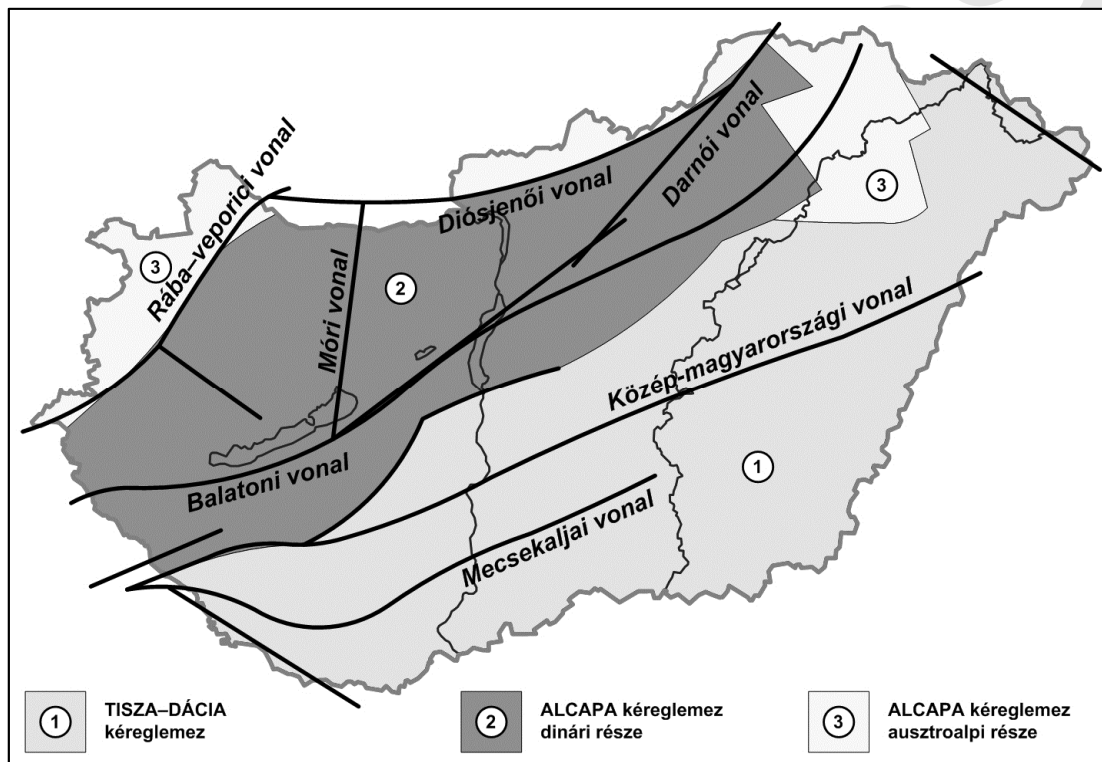 Rába–veporici vonal
Diósjenői vonal
Darnói vonal
3
3
2
Móri vonal
Közép-magyarországi vonal
1
Balatoni vonal
Mecsekaljai vonal
1
TISZA–DÁCIA
kéreglemez
2
ALCAPA kéreglemez
dinári része
3
ALCAPA kéreglemez
ausztroalpi része